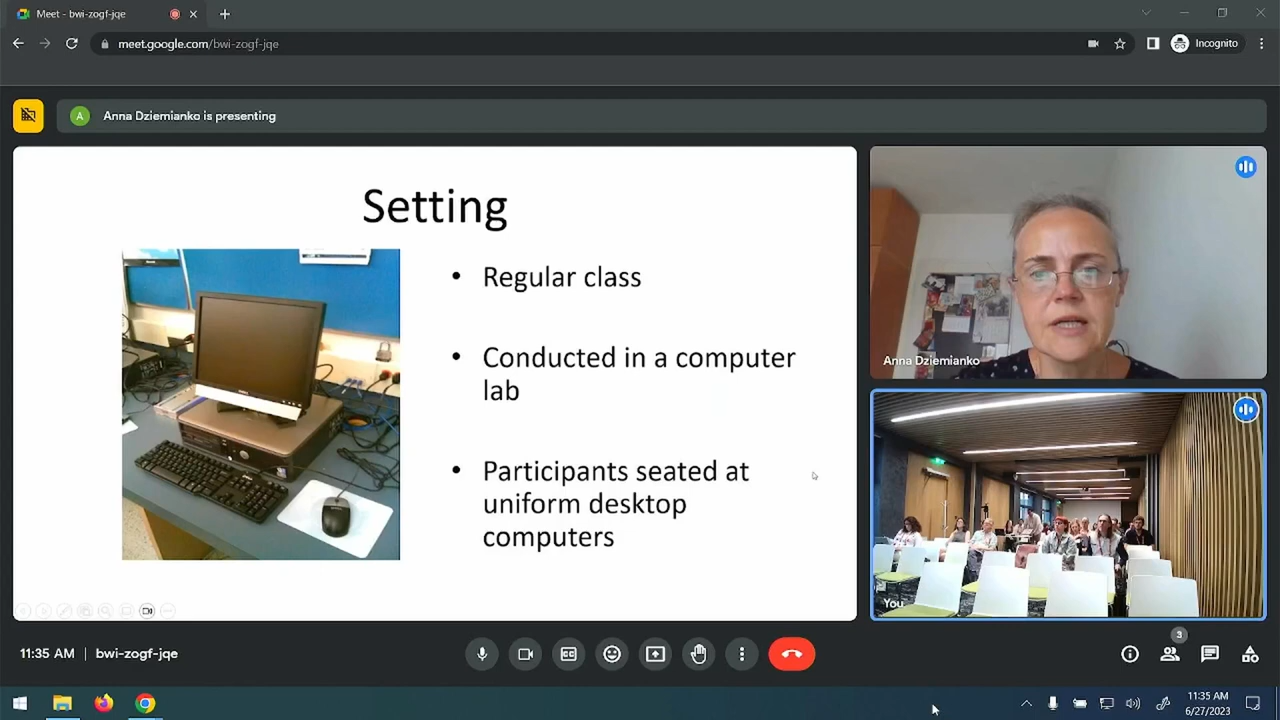 Meet - bwi-zogf-jqe
meet.google.com/bwi-zogf-jqe
Incognito
A
Anna Dziemianko is presenting
Setting
• Regular class
• Conducted in a computer
lab
• Participants seated at
uniform desktop
computers
Anna Dziemianko
You
11:35 AM | bwi-zogf-jqe
3
11:35 AM
6/27/2023